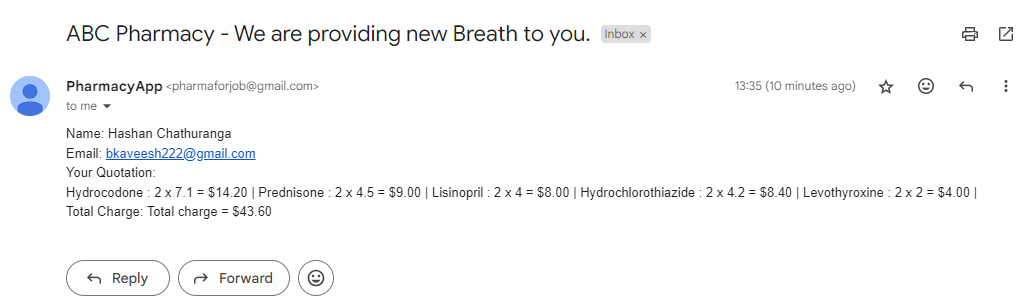 ABC Pharmacy - We are providing new Breath to you. Inbox x
PharmacyApp <pharmaforjob@gmail.com> 13:35 (10 minutes ago)
to me
Name: Hashan Chathuranga
Email: bkaveesh222@gmail.com
Your Quotation:
Hydrocodone : 2 x 7.1 = $14.20 | Prednisone : 2 x 4.5 = $9.00 | Lisinopril : 2 x 4 = $8.00 | Hydrochlorothiazide : 2 x 4.2 = $8.40 | Levothyroxine : 2 x 2 = $4.00 |
Total Charge: Total charge = $43.60
Reply Forward